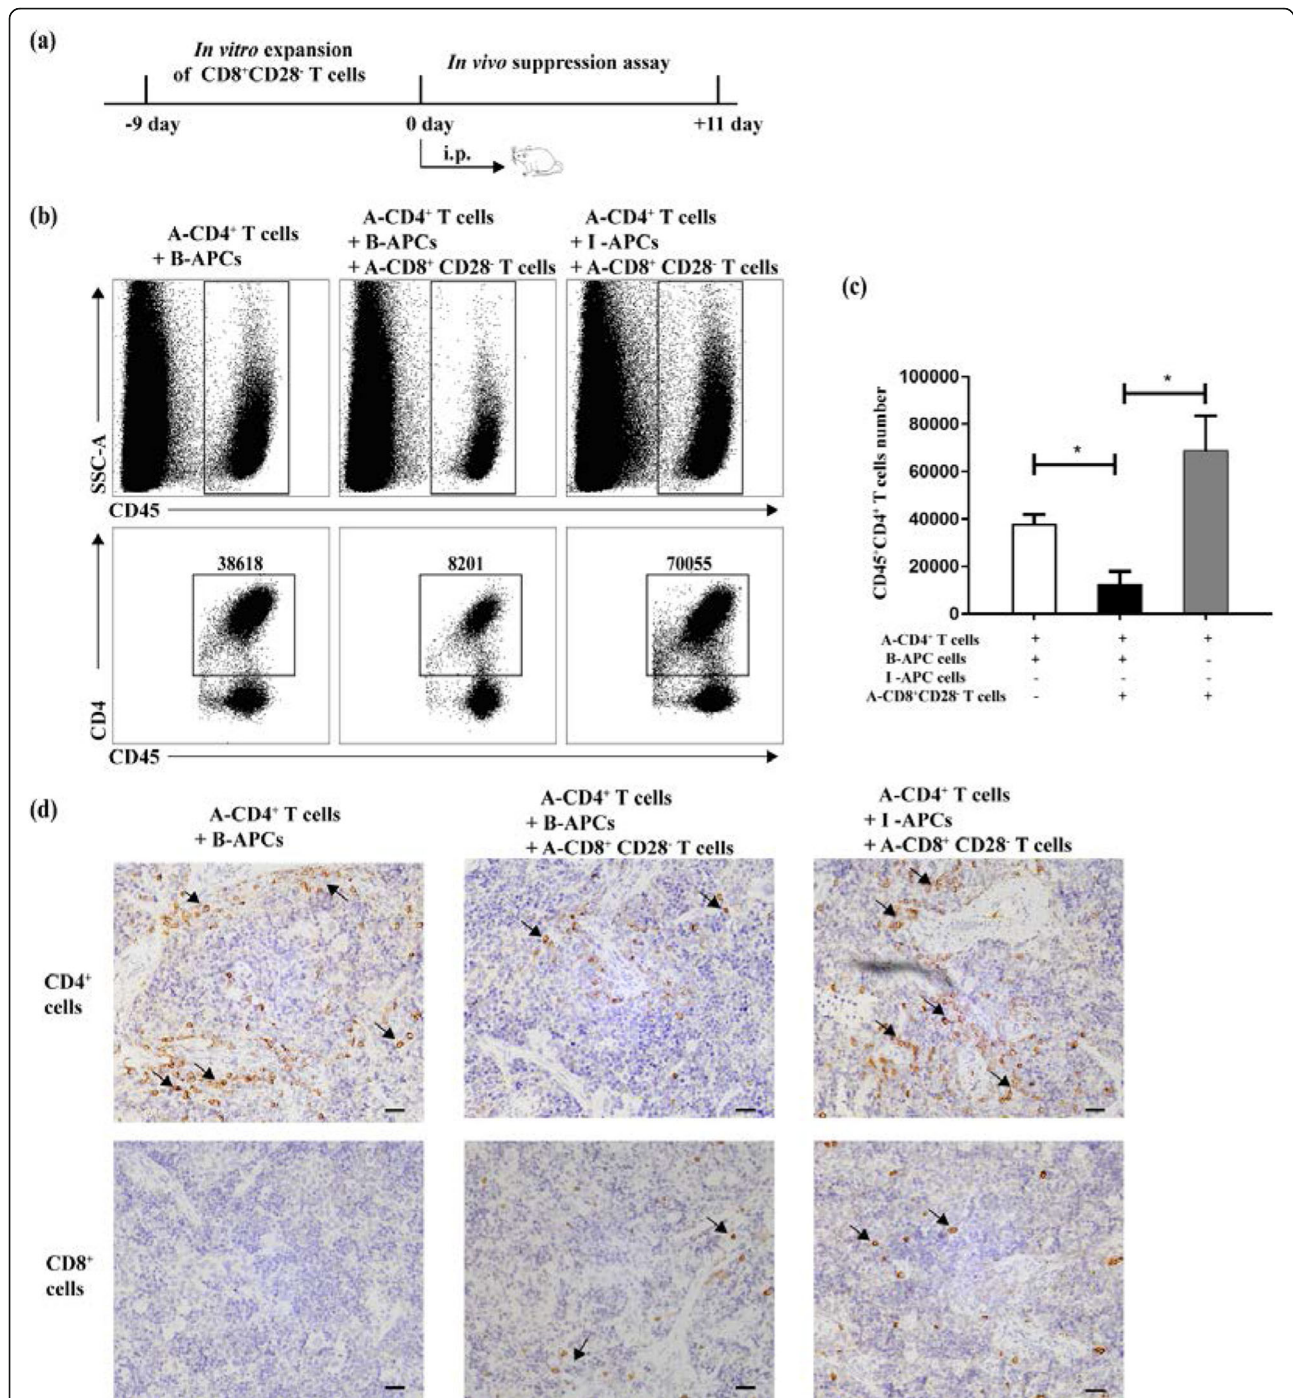 (a)
In vitro expansion
of CD8⁺CD28⁻ T cells
In vivo suppression assay
-9 day
0 day
+11 day
i.p.
(b)
A-CD4⁺ T cells
+ B-APCs
A-CD4⁺ T cells
+ B-APCs
+ A-CD8⁺ CD28⁻ T cells
A-CD4⁺ T cells
+ I -APCs
+ A-CD8⁺ CD28⁻ T cells
SSC-A
CD45
38618
8201
70055
CD4
CD45
(c)
CD45⁺CD4⁺ T cells number
100000
80000
60000
40000
20000
0
*
*
A-CD4⁺ T cells + + +
B-APC cells + + -
I -APC cells - - -
A-CD8⁺CD28⁻ T cells - + +
(d)
A-CD4⁺ T cells
+ B-APCs
A-CD4⁺ T cells
+ B-APCs
+ A-CD8⁺ CD28⁻ T cells
A-CD4⁺ T cells
+ I -APCs
+ A-CD8⁺ CD28⁻ T cells
CD4⁺
cells
CD8⁺
cells